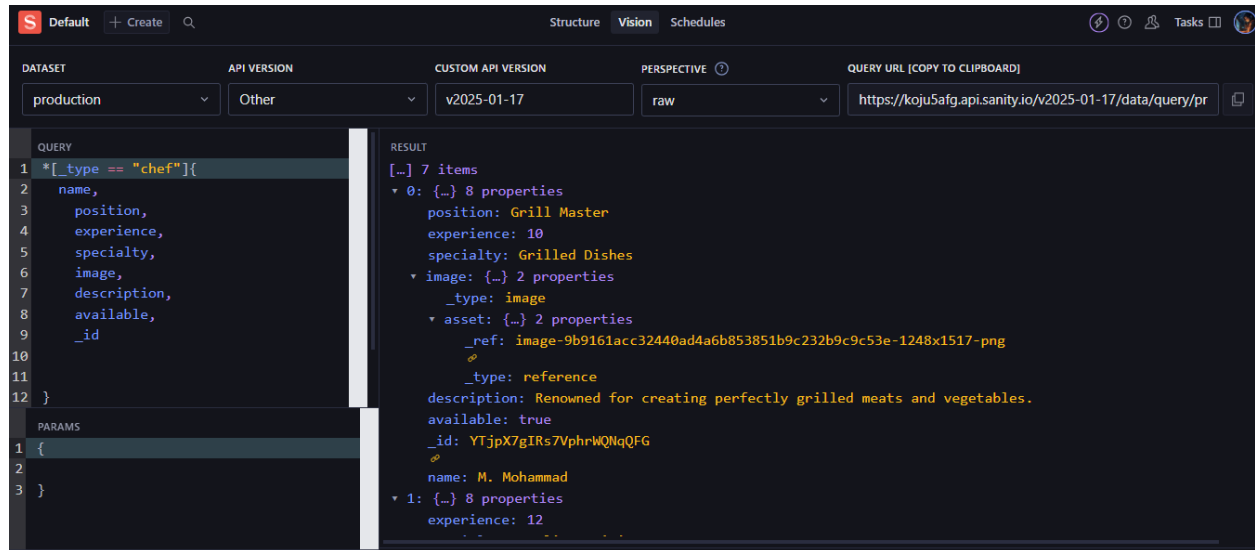 S Default + Create Structure Vision Schedules Tasks
DATASET API VERSION CUSTOM API VERSION PERSPECTIVE QUERY URL [COPY TO CLIPBOARD]
production Other v2025-01-17 raw https://koju5afg.api.sanity.io/v2025-01-17/data/query/pr
QUERY
1 *[_type == "chef"]{
2 name,
3 position,
4 experience,
5 specialty,
6 image,
7 description,
8 available,
9 _id
10
11
12 }
PARAMS
1 {
2
3 }
RESULT
[…] 7 items
▾ 0: {…} 8 properties
position: Grill Master
experience: 10
specialty: Grilled Dishes
▾ image: {…} 2 properties
_type: image
▾ asset: {…} 2 properties
_ref: image-9b9161acc32440ad4a6b853851b9c232b9c9c53e-1248x1517-png
_type: reference
description: Renowned for creating perfectly grilled meats and vegetables.
available: true
_id: YTjpX7gIRs7VphrWQNqQFG
name: M. Mohammad
▾ 1: {…} 8 properties
experience: 12